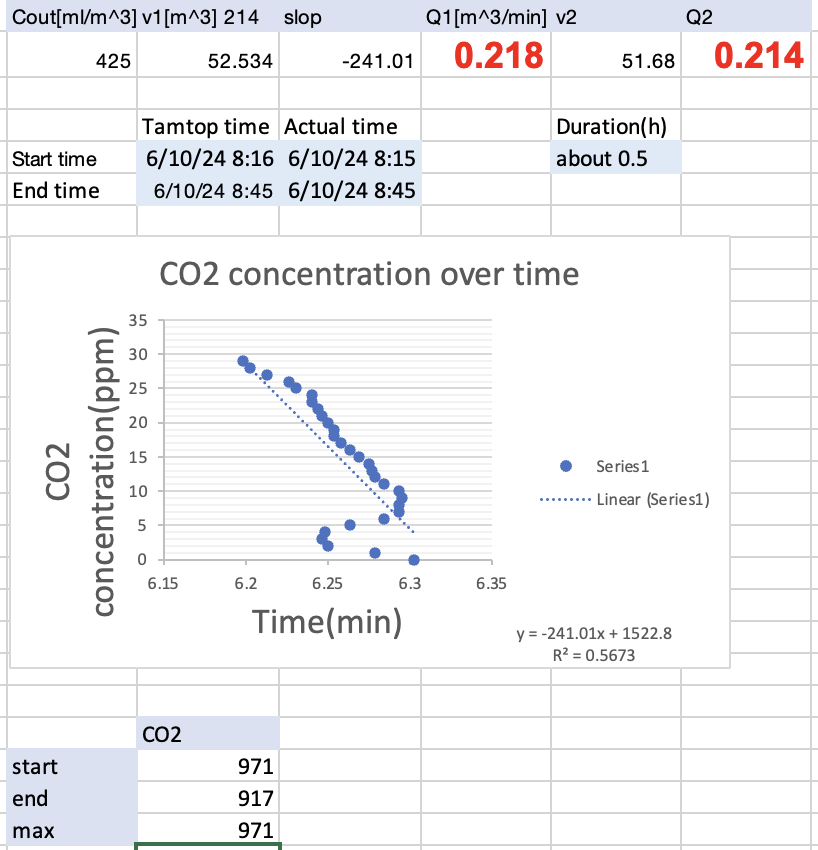 Cout[ml/m^3] v1[m^3] 214 slop Q1[m^3/min] v2 Q2
425 52.534 -241.01 0.218 51.68 0.214
Tamtop time Actual time Duration(h)
Start time 6/10/24 8:16 6/10/24 8:15 about 0.5
End time 6/10/24 8:45 6/10/24 8:45
CO2 concentration over time
CO2
concentration(ppm)
35
30
25
20
15
10
5
0
6.15 6.2 6.25 6.3 6.35
Time(min)
Series1
Linear (Series1)
y = -241.01x + 1522.8
R² = 0.5673
CO2
start 971
end 917
max 971